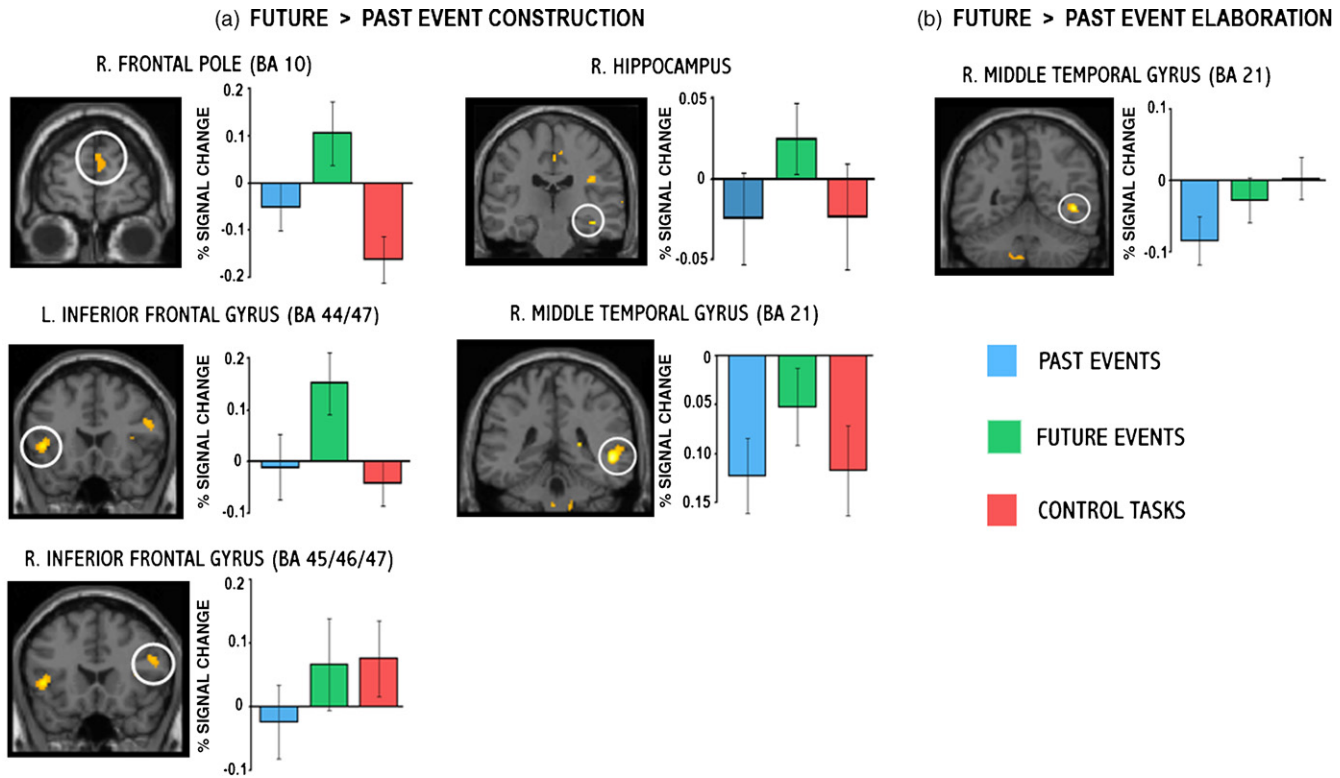 (a) FUTURE > PAST EVENT CONSTRUCTION
R. FRONTAL POLE (BA 10)
% SIGNAL CHANGE
0.2
0.1
0
-0.1
-0.2
R. HIPPOCAMPUS
% SIGNAL CHANGE
0.05
0
-0.05
L. INFERIOR FRONTAL GYRUS (BA 44/47)
% SIGNAL CHANGE
0.2
0.1
0
-0.1
R. MIDDLE TEMPORAL GYRUS (BA 21)
% SIGNAL CHANGE
0
0.05
0.10
0.15
R. INFERIOR FRONTAL GYRUS (BA 45/46/47)
% SIGNAL CHANGE
0.2
0.1
0
-0.1
(b) FUTURE > PAST EVENT ELABORATION
R. MIDDLE TEMPORAL GYRUS (BA 21)
% SIGNAL CHANGE
0.1
0
-0.1
PAST EVENTS
FUTURE EVENTS
CONTROL TASKS